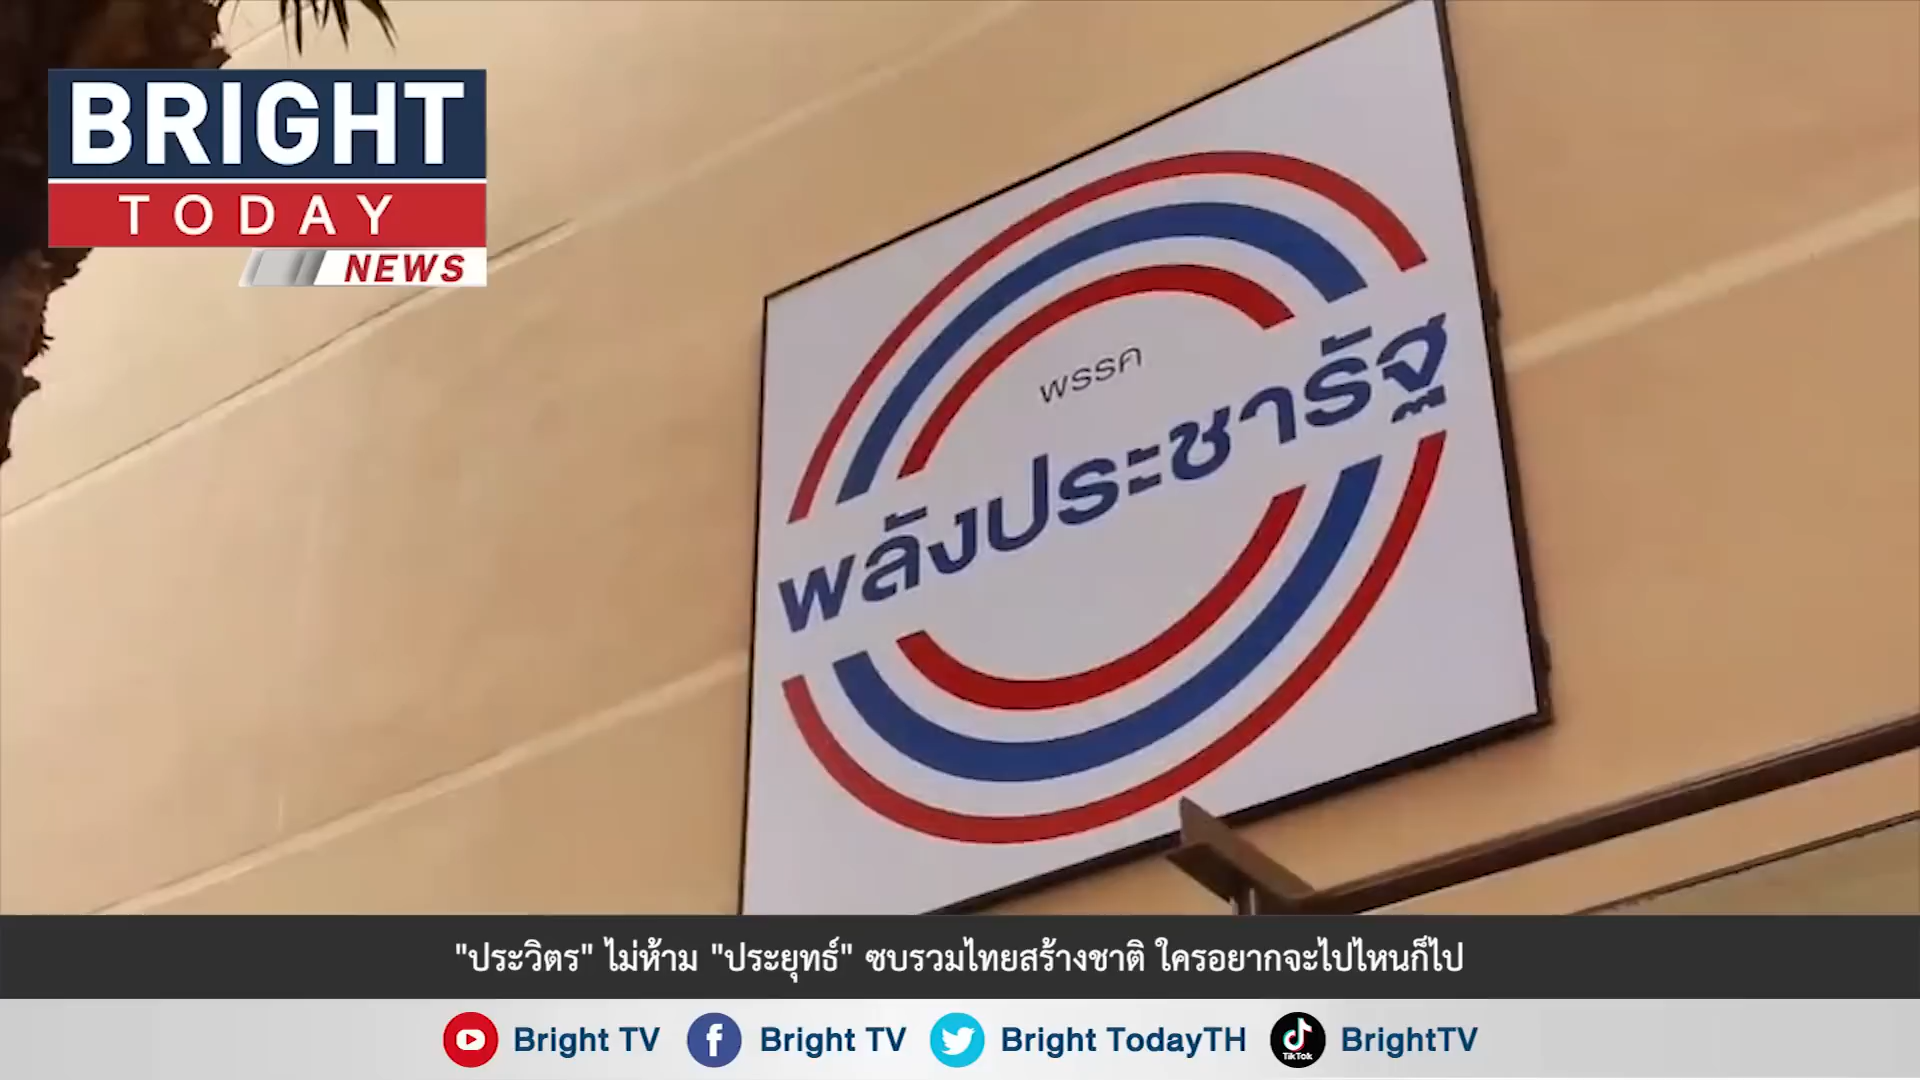 BRIGHT
TODAY
NEWS
พรรค
พลังประชารัฐ
"ประวิตร" ไม่ห้าม "ประยุทธ์" ซบรวมไทยสร้างชาติ ใครอยากจะไปไหนก็ไป
Bright TV
f
Bright TV
Bright TodayTH
TikTok
BrightTV